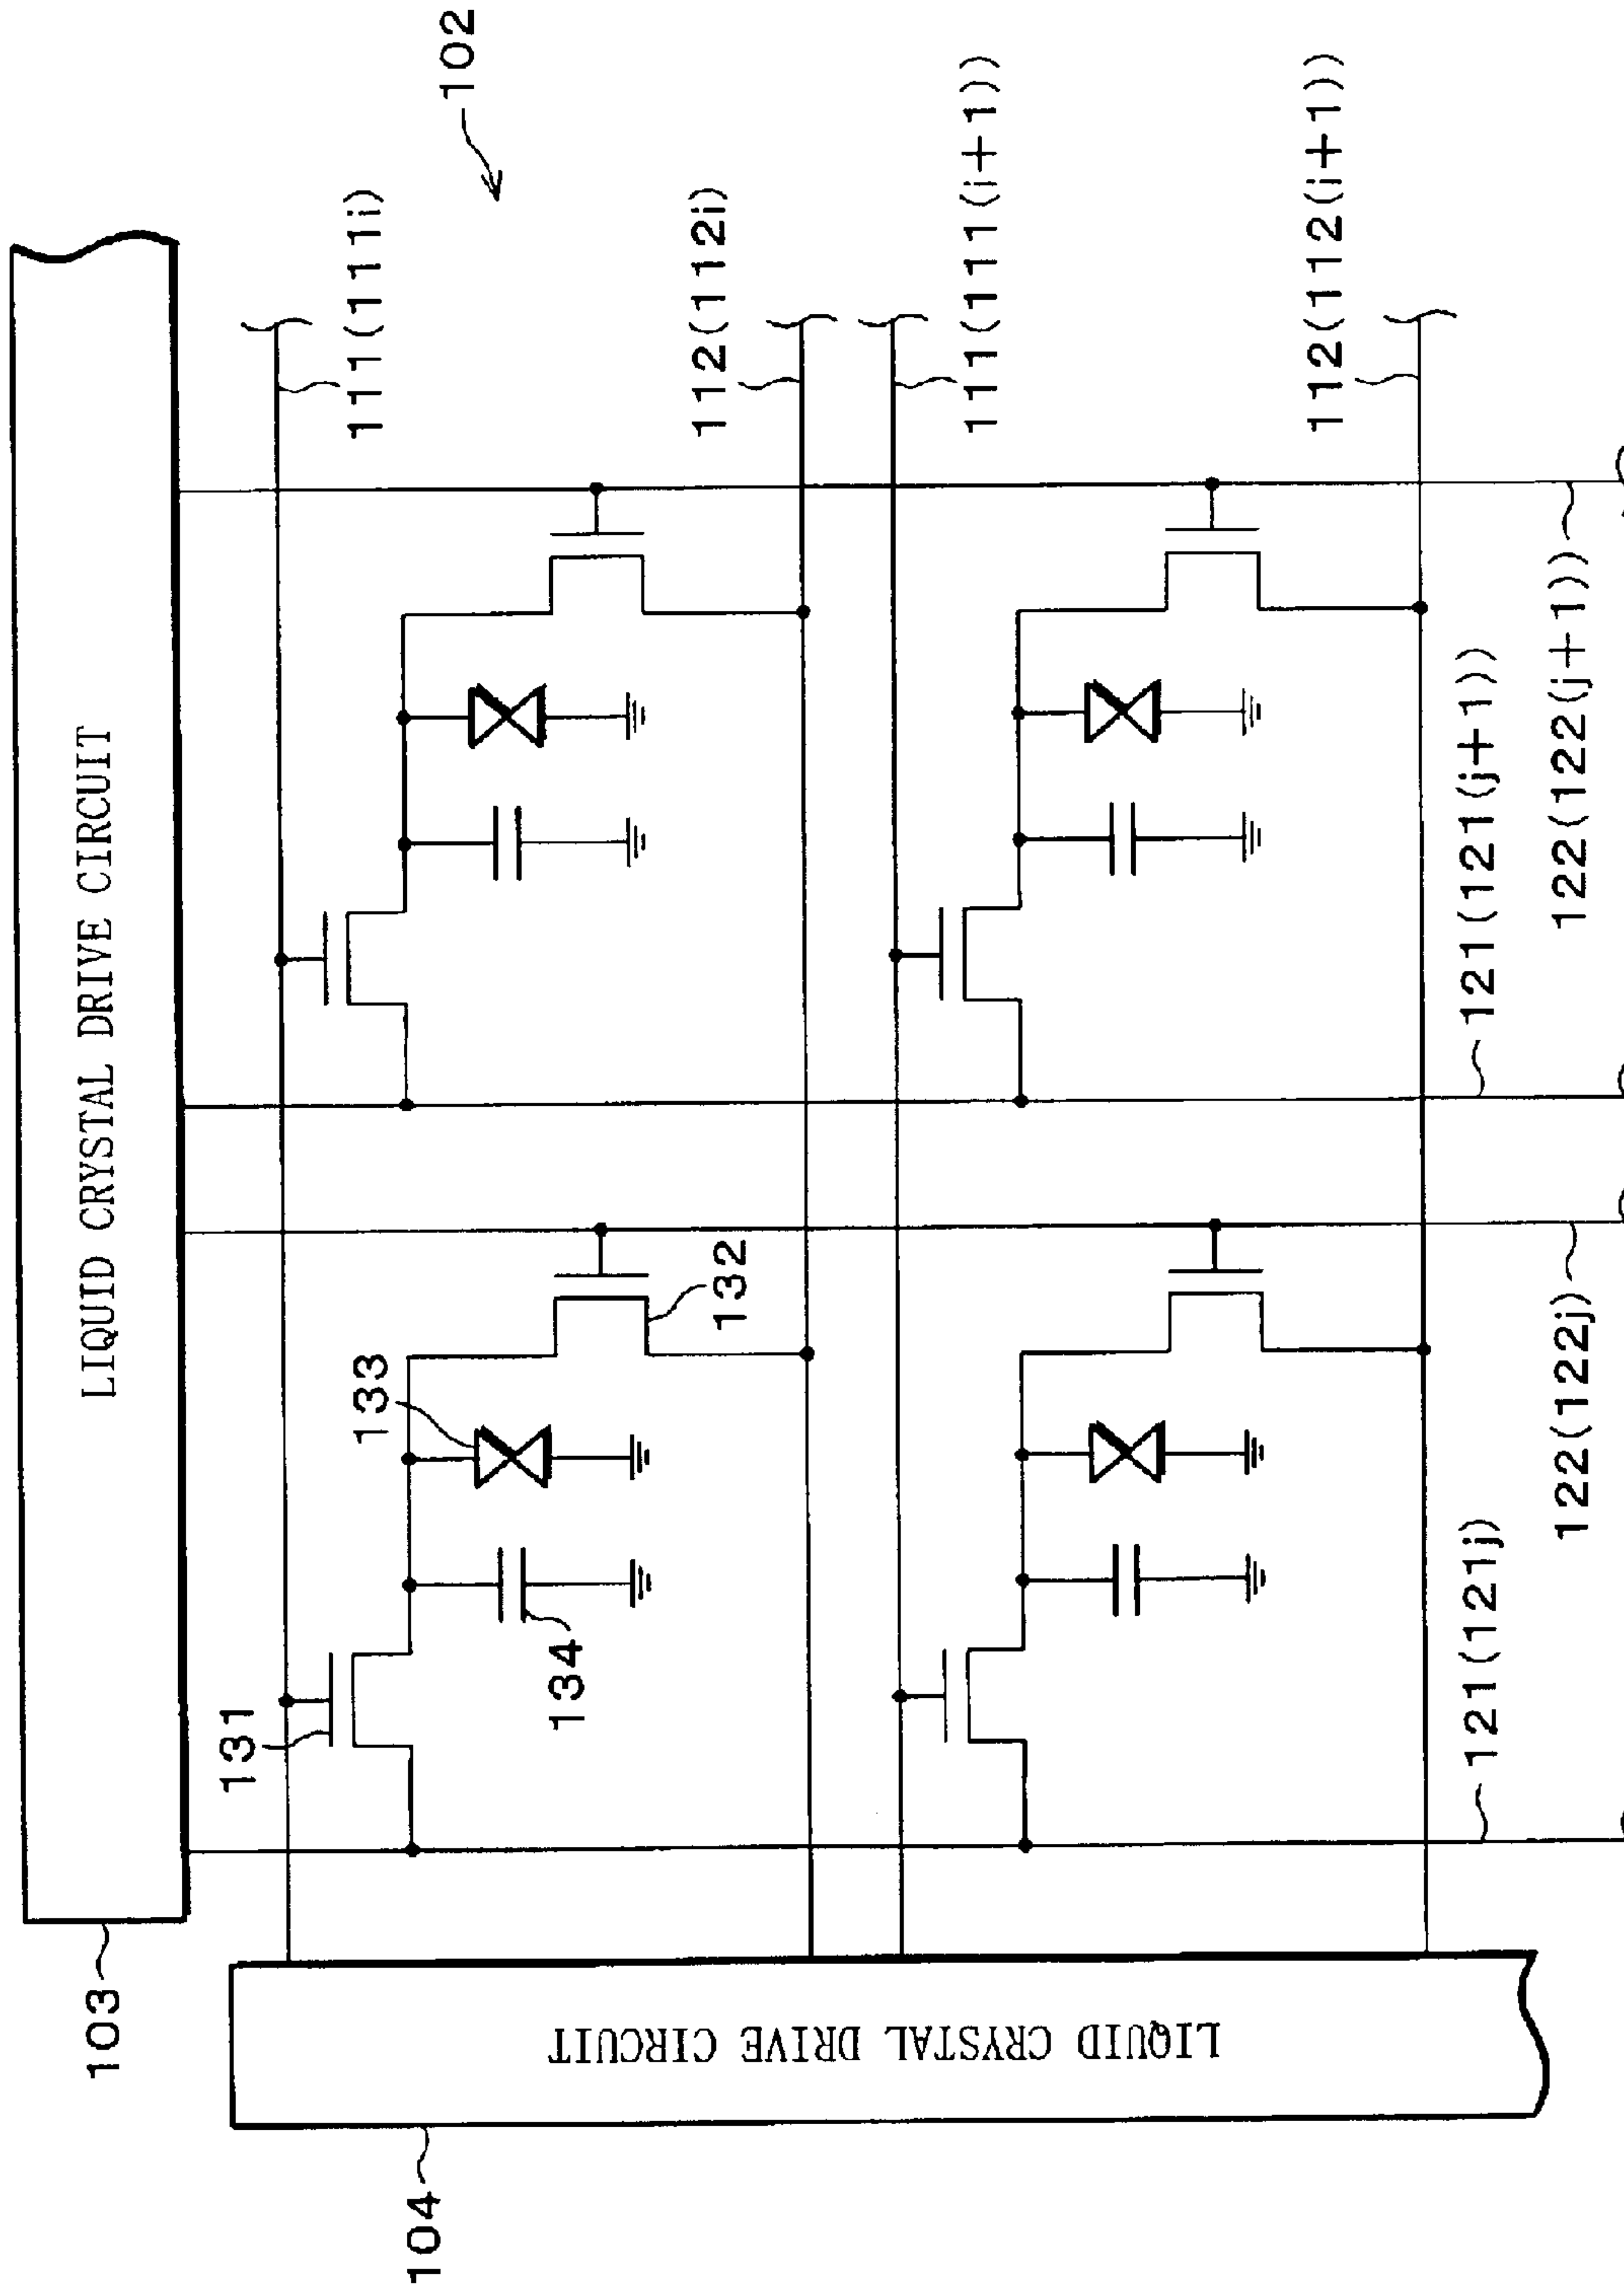 102
LIQUID CRYSTAL DRIVE CIRCUIT
103
111(111i)
131
133
132
134
112(112i)
111(111(i+1))
112(112(i+1))
104
LIQUID CRYSTAL DRIVE CIRCUIT
121(121j)
121(121(j+1))
122(122j)
122(122(j+1))